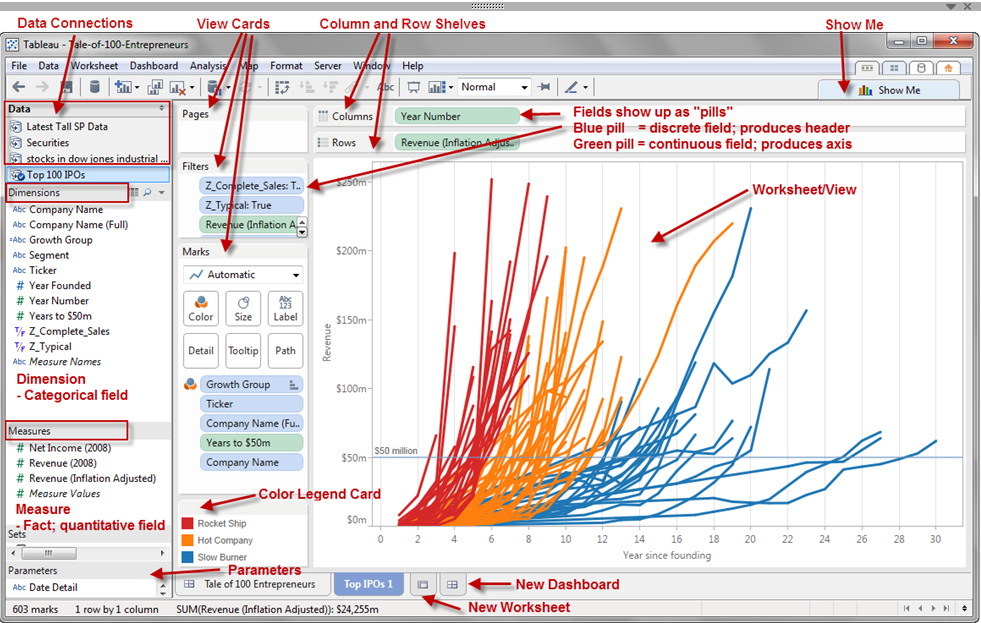 Data Connections
View Cards
Column and Row Shelves
Show Me
Tableau - Tale-of-100-Entrepreneurs
File Data Worksheet Dashboard Analysis Map Format Server Window Help
Abc Normal
Show Me
Data
Latest Tall SP Data
Securities
stocks in dow jones industrial ...
Top 100 IPOs
Dimensions
Abc Company Name
Abc Company Name (Full)
=Abc Growth Group
Abc Segment
Abc Ticker
# Year Founded
# Year Number
# Years to $50m
T/F Z_Complete_Sales
T/F Z_Typical
Abc Measure Names
Dimension
- Categorical field
Measures
# Net Income (2008)
# Revenue (2008)
# Revenue (Inflation Adjusted)
# Measure Values
Measure
- Fact; quantitative field
Sets
Parameters
Parameters
Abc Date Detail
Pages
Filters
Z_Complete_Sales: T..
Z_Typical: True
Revenue (Inflation A..
Marks
Automatic
Color
Size
Abc
123
Label
Detail
Tooltip
Path
Growth Group
Ticker
Company Name (Fu..
Years to $50m
Company Name
Color Legend Card
Rocket Ship
Hot Company
Slow Burner
Columns
Year Number
Rows
Revenue (Inflation Adjus..
Fields show up as "pills"
Blue pill = discrete field; produces header
Green pill = continuous field; produces axis
Worksheet/View
$250m
$200m
$150m
$100m
$50m
$0m
Revenue
$50 million
0 2 4 6 8 10 12 14 16 18 20 22 24 26 28 30
Year since founding
Tale of 100 Entrepreneurs
Top IPOs 1
New Dashboard
New Worksheet
603 marks 1 row by 1 column SUM(Revenue (Inflation Adjusted)): $24,255m